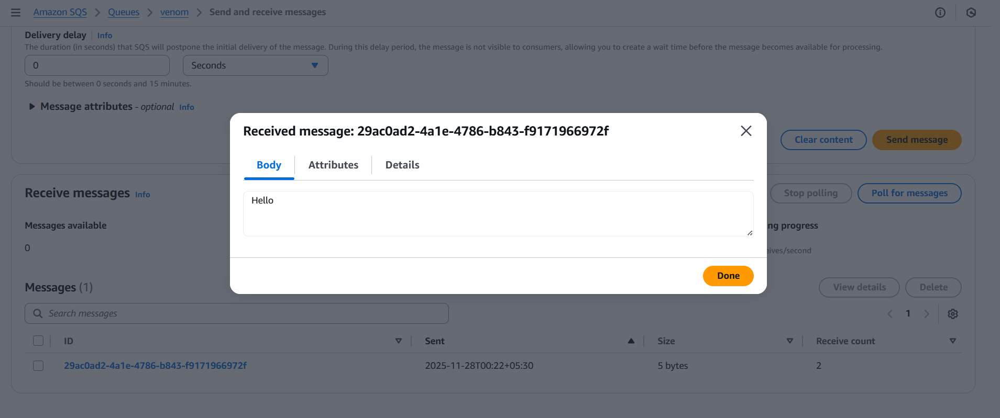 Amazon SQS > Queues > venom > Send and receive messages
Delivery delay Info
The duration (in seconds) that SQS will postpone the initial delivery of the message. During this delay period, the message is not visible to consumers, allowing you to create a wait time before the message becomes available for processing.
0 Seconds
Should be between 0 seconds and 15 minutes.
Message attributes - optional Info
Clear content Send message
Received message: 29ac0ad2-4a1e-4786-b843-f9171966972f
Body Attributes Details
Hello
Done
Receive messages Info
Stop polling Poll for messages
Messages available
ng progress
0
eives/second
Messages (1)
View details Delete
Search messages
1
ID Sent Size Receive count
29ac0ad2-4a1e-4786-b843-f9171966972f 2025-11-28T00:22+05:30 5 bytes 2